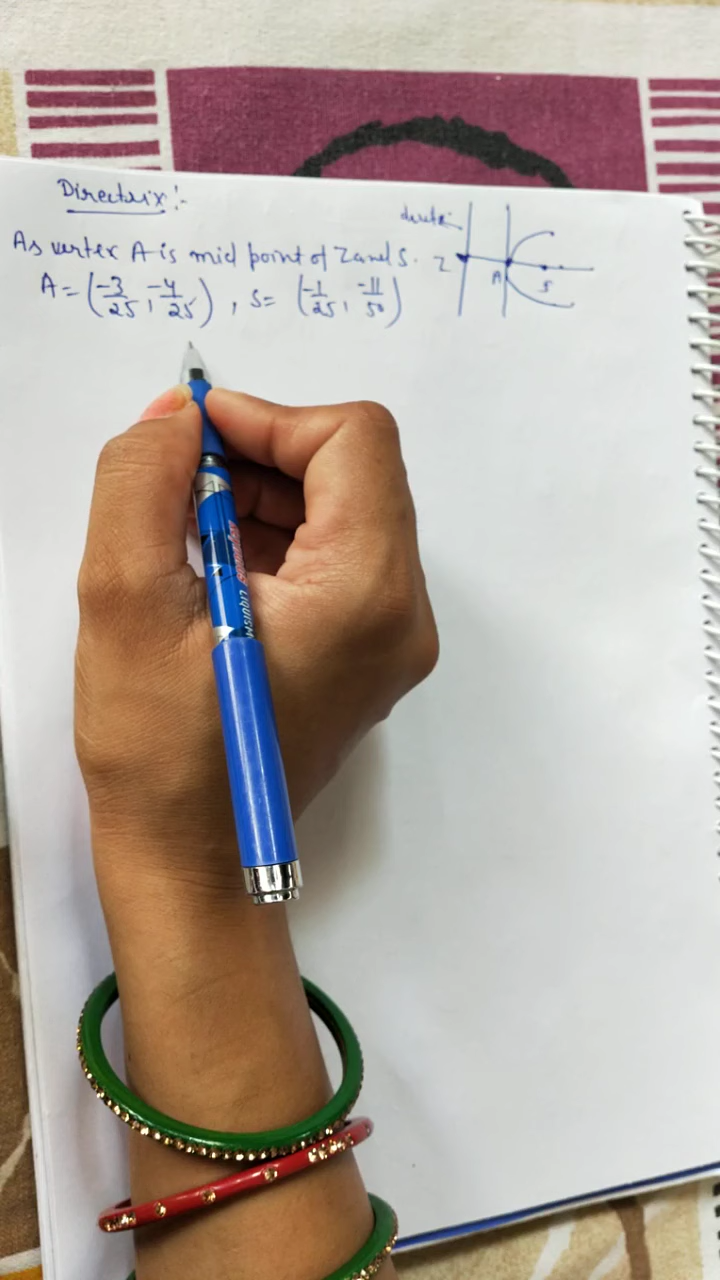 Directrix :-
directrix
As vertex A is mid point of Z and S.
Z
A
S
A = (-3/25, -4/25), S = (-1/25, -11/50)